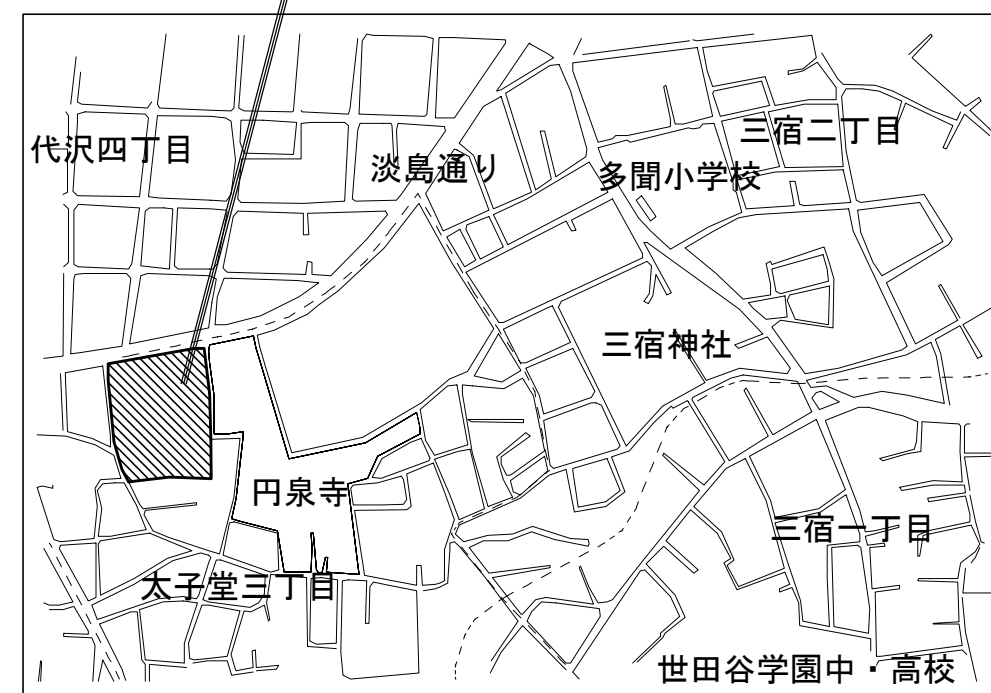 三宿二丁目
代沢四丁目
淡島通り
多聞小学校
三宿神社
円泉寺
三宿一丁目
太子堂三丁目
世田谷学園中・高校